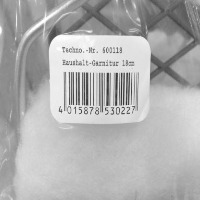 Techno.-Nr. 600118
Haushalt-Garnitur 18cm
4 015878 530227